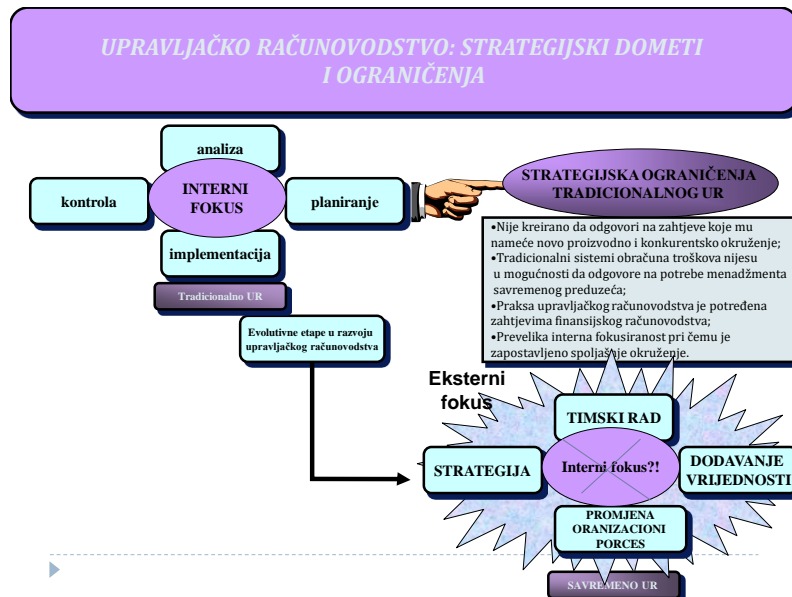 UPRAVLJAČKO RAČUNOVODSTVO: STRATEGIJSKI DOMETI
I OGRANIČENJA
analiza
kontrola
INTERNI
FOKUS
planiranje
implementacija
Tradicionalno UR
STRATEGIJSKA OGRANIČENJA
TRADICIONALNOG UR
•Nije kreirano da odgovori na zahtjeve koje mu
nameće novo proizvodno i konkurentsko okruženje;
•Tradicionalni sistemi obračuna troškova nijesu
u mogućnosti da odgovore na potrebe menadžmenta
savremenog preduzeća;
•Praksa upravljačkog računovodstva je potređena
zahtjevima finansijskog računovodstva;
•Prevelika interna fokusiranost pri čemu je
zapostavljeno spoljašnje okruženje.
Evolutivne etape u razvoju
upravljačkog računovodstva
Eksterni
fokus
TIMSKI RAD
STRATEGIJA
Interni fokus?!
DODAVANJE
VRIJEDNOSTI
PROMJENA
ORANIZACIONI
PORCES
SAVREMENO UR